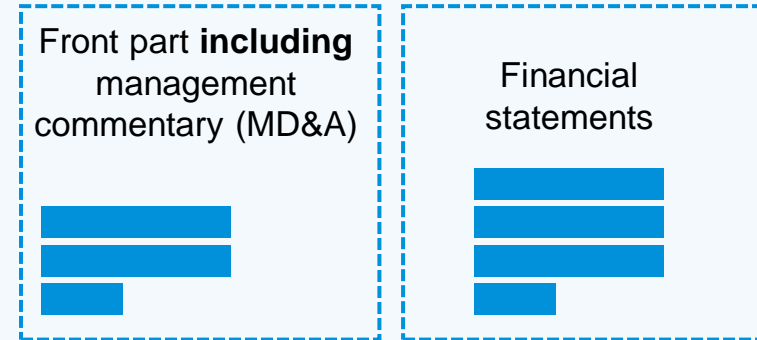 Front part including
management
commentary (MD&A)
Financial
statements